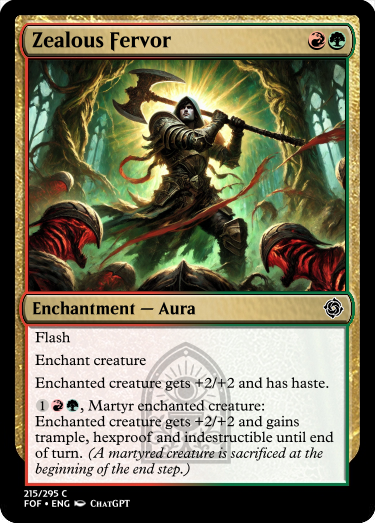 Zealous Fervor
Enchantment — Aura
Flash
Enchant creature
Enchanted creature gets +2/+2 and has haste.
1, Martyr enchanted creature:
Enchanted creature gets +2/+2 and gains
trample, hexproof and indestructible until end
of turn. (A martyred creature is sacrificed at the
beginning of the end step.)
215/295 C
FOF • ENG ChatGPT